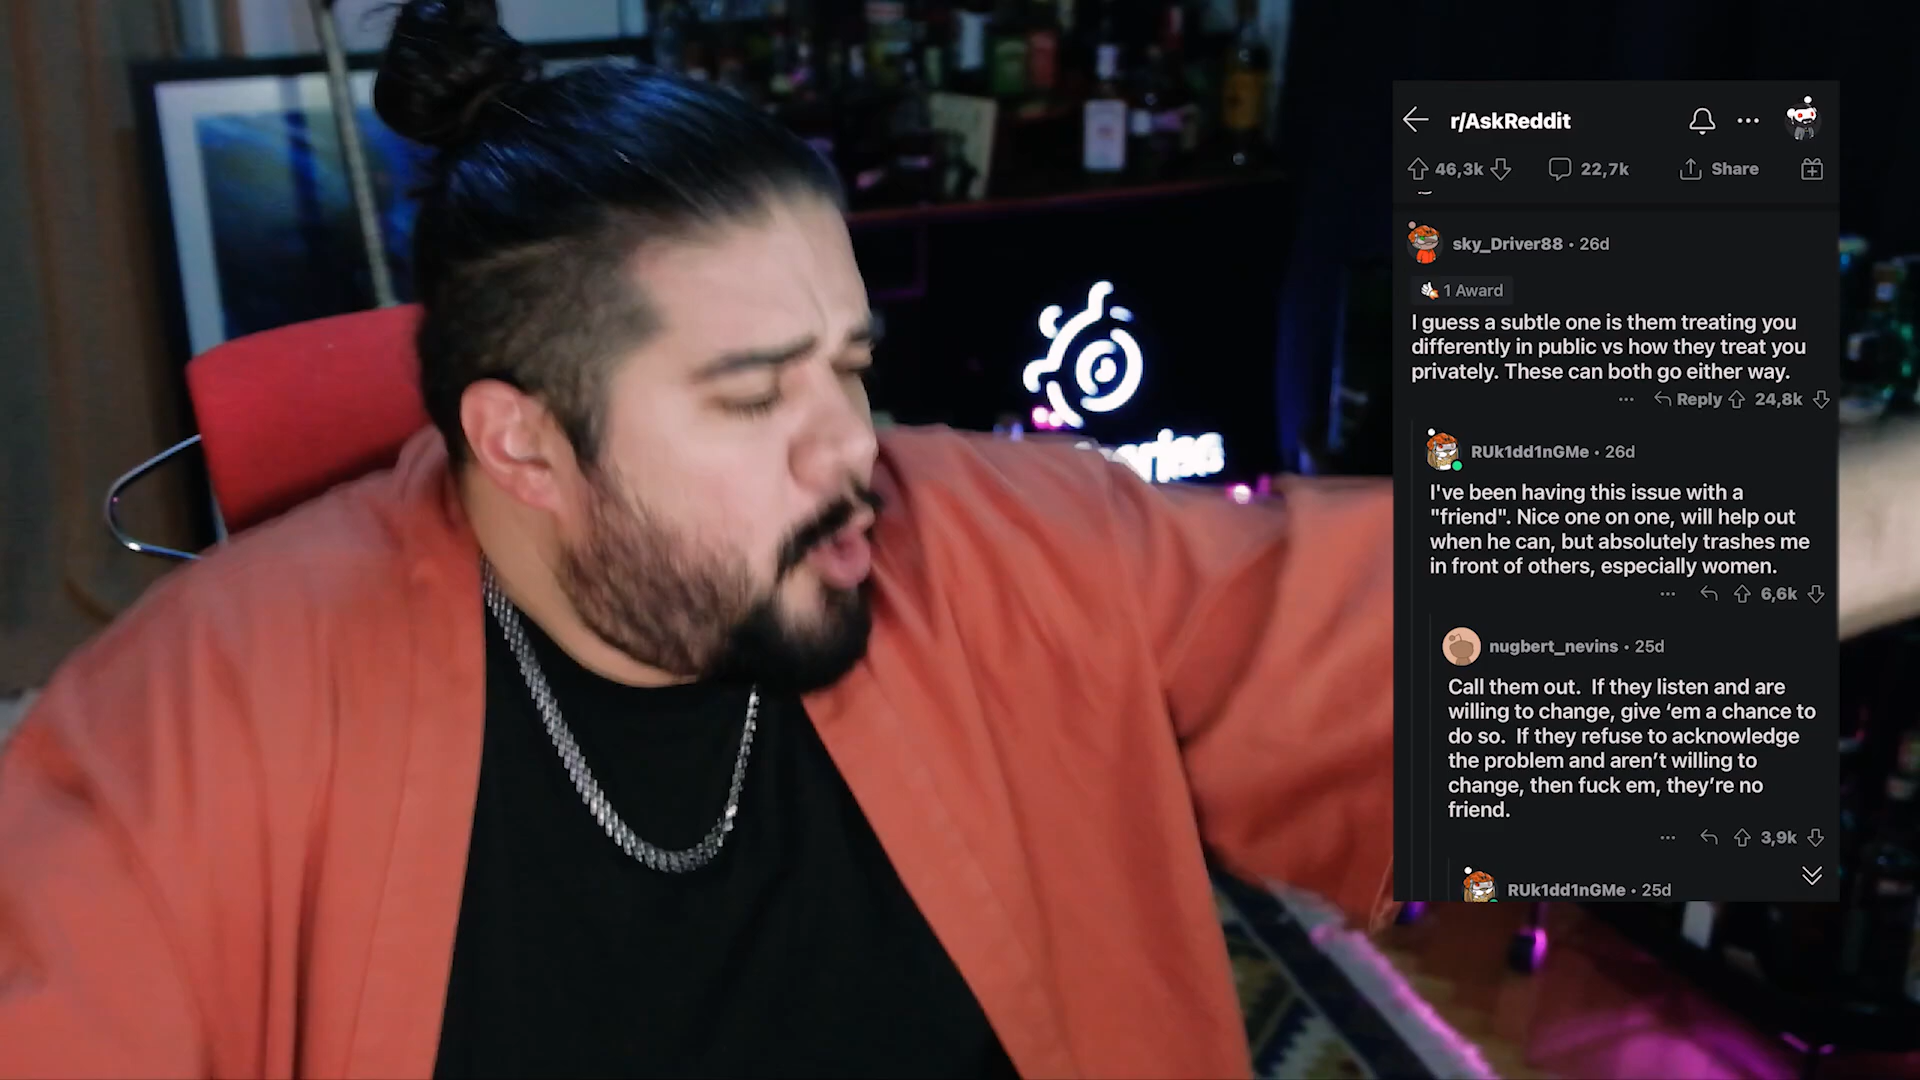 r/AskReddit
46,3k
22,7k
Share
sky_Driver88 • 26d
1 Award
I guess a subtle one is them treating you
differently in public vs how they treat you
privately. These can both go either way.
Reply 24,8k
RUk1dd1nGMe • 26d
I've been having this issue with a
"friend". Nice one on one, will help out
when he can, but absolutely trashes me
in front of others, especially women.
6,6k
nugbert_nevins • 25d
Call them out.  If they listen and are
willing to change, give ‘em a chance to
do so.  If they refuse to acknowledge
the problem and aren’t willing to
change, then fuck em, they’re no
friend.
3,9k
RUk1dd1nGMe • 25d